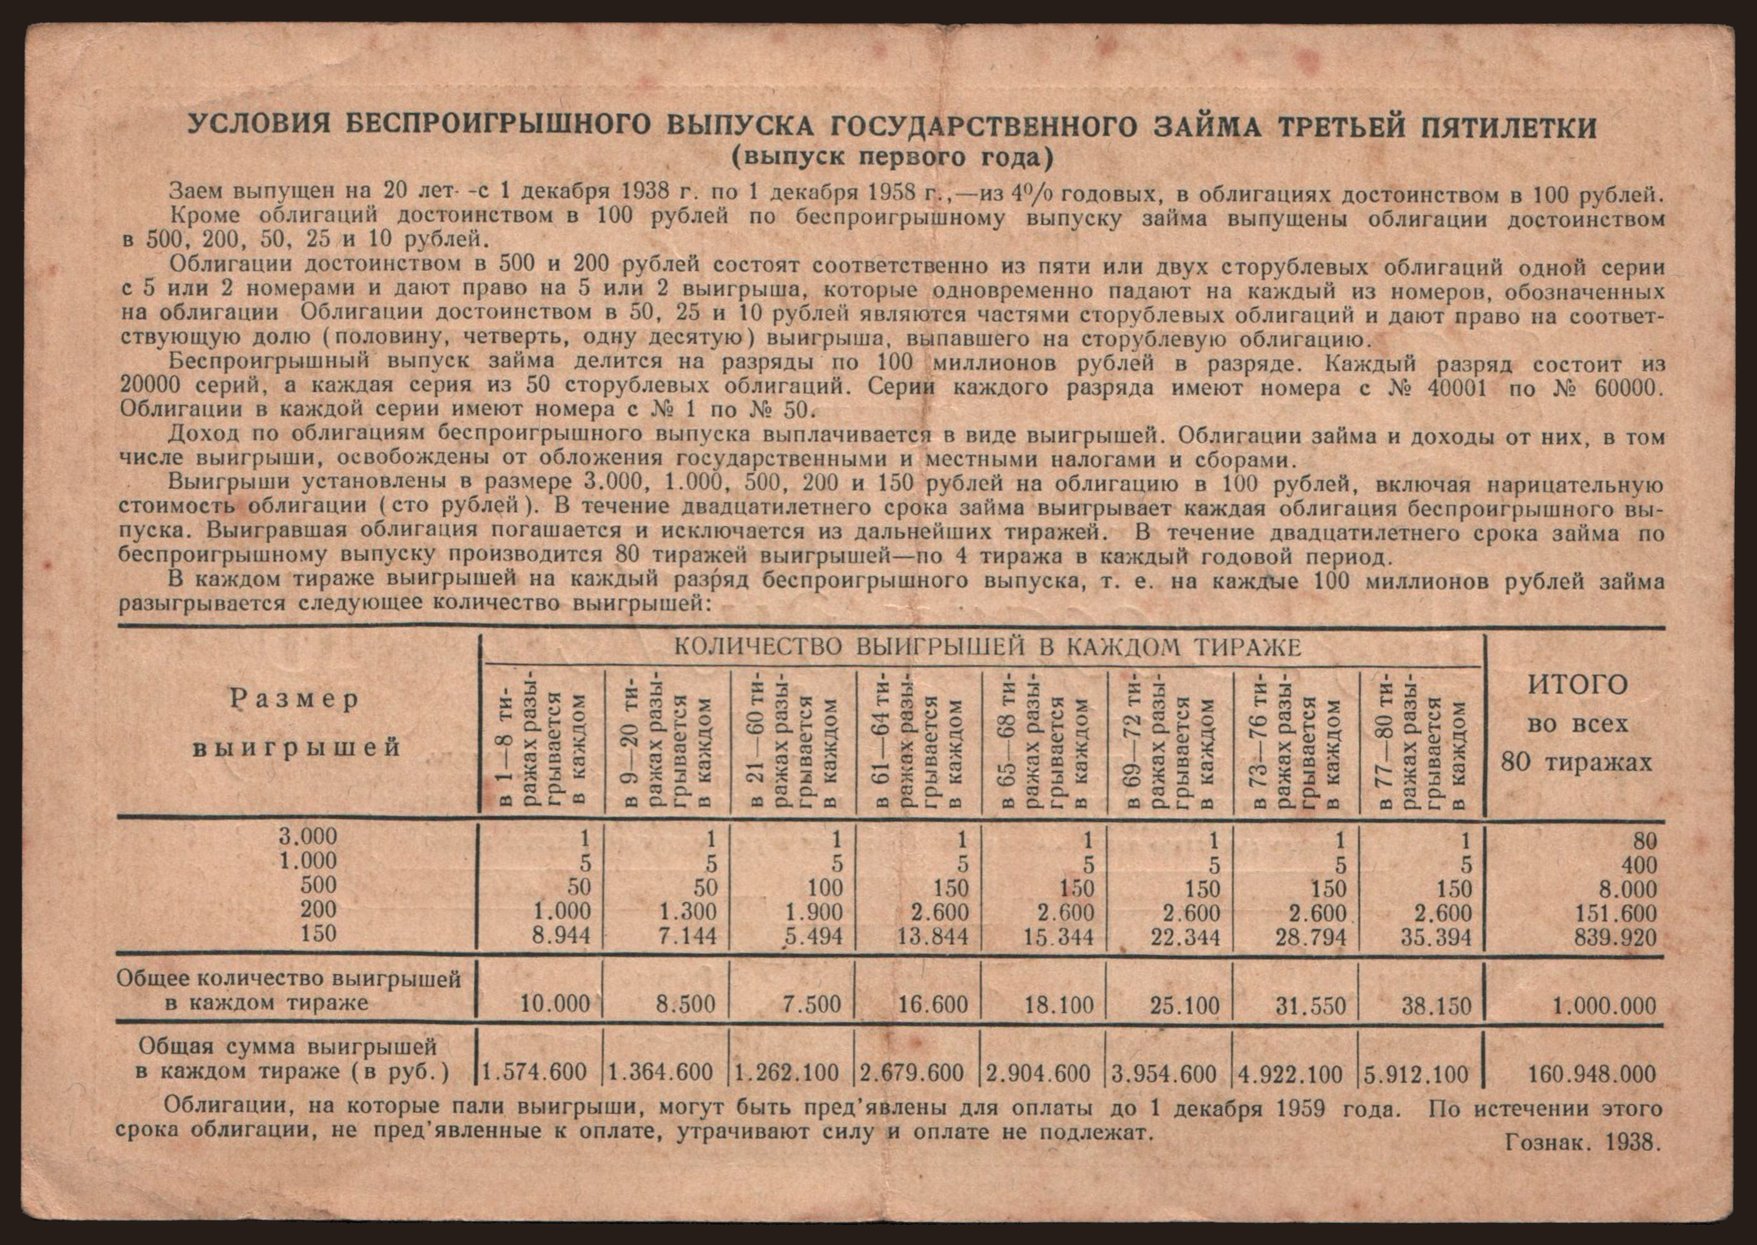 УСЛОВИЯ БЕСПРОИГРЫШНОГО ВЫПУСКА ГОСУДАРСТВЕННОГО ЗАЙМА ТРЕТЬЕЙ ПЯТИЛЕТКИ
(выпуск первого года)
Заем выпущен на 20 лет--с 1 декабря 1938 г. по 1 декабря 1958 г.,—из 4% годовых, в облигациях достоинством в 100 рублей.
Кроме облигаций достоинством в 100 рублей по беспроигрышному выпуску займа выпущены облигации достоинством
в 500, 200, 50, 25 и 10 рублей.
Облигации достоинством в 500 и 200 рублей состоят соответственно из пяти или двух сторублевых облигаций одной серии
с 5 или 2 номерами и дают право на 5 или 2 выигрыша, которые одновременно падают на каждый из номеров, обозначенных
на облигации Облигации достоинством в 50, 25 и 10 рублей являются частями сторублевых облигаций и дают право на соответ-
ствующую долю (половину, четверть, одну десятую) выигрыша, выпавшего на сторублевую облигацию.
Беспроигрышный выпуск займа делится на разряды по 100 миллионов рублей в разряде. Каждый разряд состоит из
20000 серий, а каждая серия из 50 сторублевых облигаций. Серии каждого разряда имеют номера с № 40001 по № 60000.
Облигации в каждой серии имеют номера с № 1 по № 50.
Доход по облигациям беспроигрышного выпуска выплачивается в виде выигрышей. Облигации займа и доходы от них, в том
числе выигрыши, освобождены от обложения государственными и местными налогами и сборами.
Выигрыши установлены в размере 3.000, 1.000, 500, 200 и 150 рублей на облигацию в 100 рублей, включая нарицательную
стоимость облигации (сто рублей). В течение двадцатилетнего срока займа выигрывает каждая облигация беспроигрышного вы-
пуска. Выигравшая облигация погашается и исключается из дальнейших тиражей. В течение двадцатилетнего срока займа по
беспроигрышному выпуску производится 80 тиражей выигрышей—по 4 тиража в каждый годовой период.
В каждом тираже выигрышей на каждый разряд беспроигрышного выпуска, т. е. на каждые 100 миллионов рублей займа
разыгрывается следующее количество выигрышей:
Размер
выигрышей
КОЛИЧЕСТВО ВЫИГРЫШЕЙ В КАЖДОМ ТИРАЖЕ
в 1—8 ти-
ражах разы-
грывается
в каждом
в 9—20 ти-
ражах разы-
грывается
в каждом
в 21—60 ти-
ражах разы-
грывается
в каждом
в 61—64 ти-
ражах разы-
грывается
в каждом
в 65—68 ти-
ражах разы-
грывается
в каждом
в 69—72 ти-
ражах разы-
грывается
в каждом
в 73—76 ти-
ражах разы-
грывается
в каждом
в 77—80 ти-
ражах разы-
грывается
в каждом
ИТОГО
во всех
80 тиражах
3.000 1 1 1 1 1 1 1 1 80
1.000 5 5 5 5 5 5 5 5 400
500 50 50 100 150 150 150 150 150 8.000
200 1.000 1.300 1.900 2.600 2.600 2.600 2.600 2.600 151.600
150 8.944 7.144 5.494 13.844 15.344 22.344 28.794 35.394 839.920
Общее количество выигрышей
в каждом тираже 10.000 8.500 7.500 16.600 18.100 25.100 31.550 38.150 1.000.000
Общая сумма выигрышей
в каждом тираже (в руб.) 1.574.600 1.364.600 1.262.100 2.679.600 2.904.600 3.954.600 4.922.100 5.912.100 160.948.000
Облигации, на которые пали выигрыши, могут быть пред'явлены для оплаты до 1 декабря 1959 года. По истечении этого
срока облигации, не пред'явленные к оплате, утрачивают силу и оплате не подлежат.
Гознак. 1938.